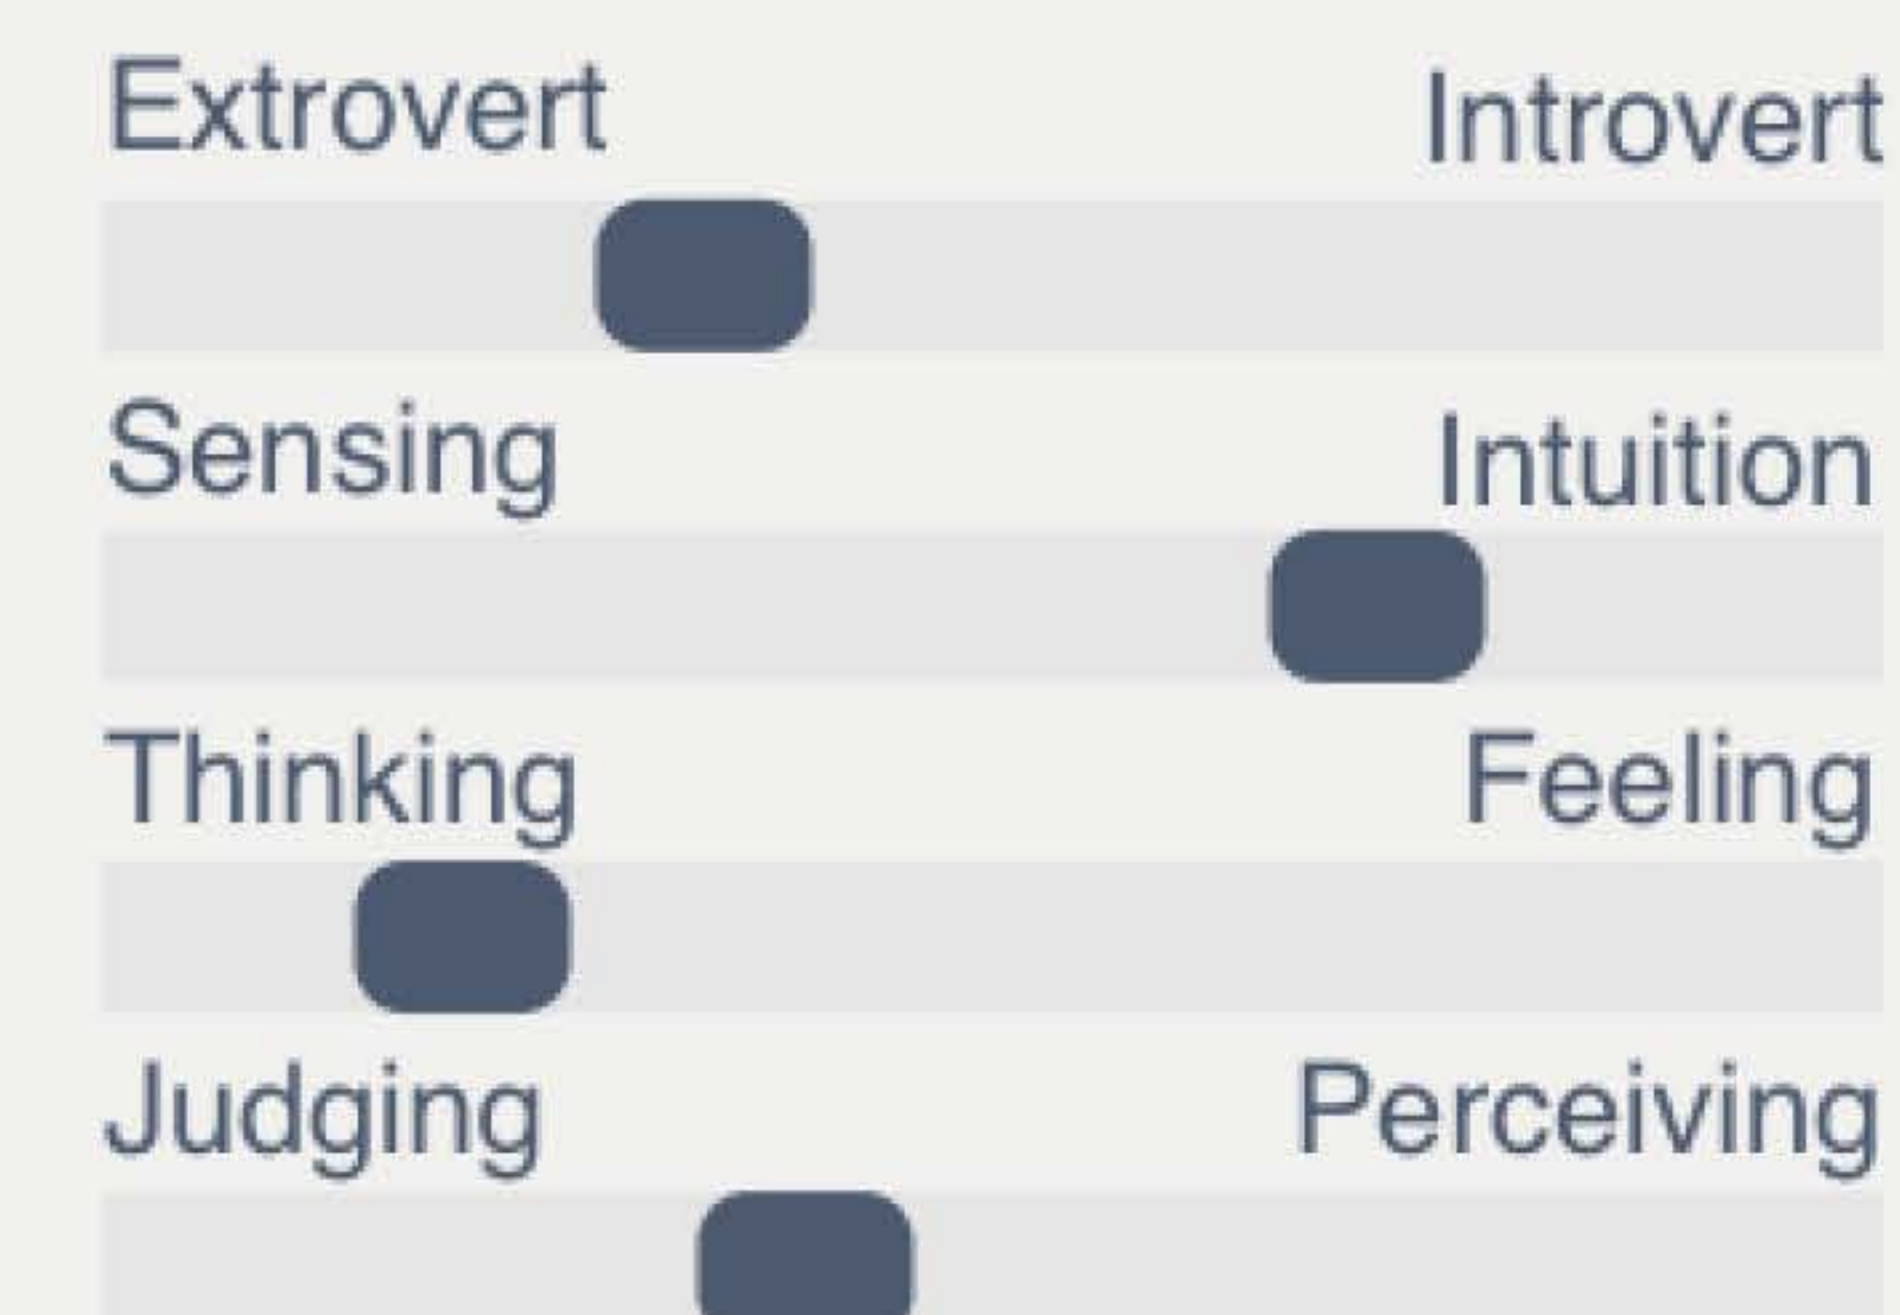 Extrovert Introvert
Sensing Intuition
Thinking Feeling
Judging Perceiving